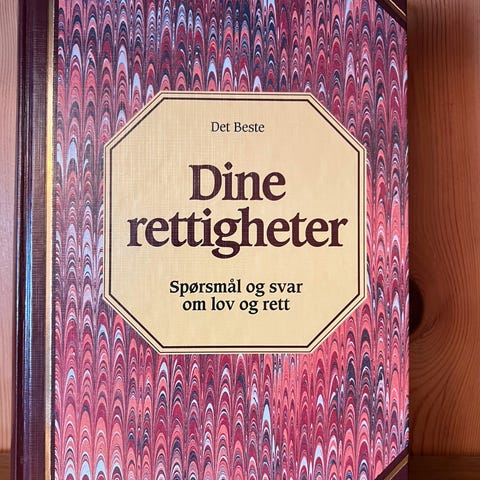 Det Beste
Dine
rettigheter
Spørsmål og svar
om lov og rett